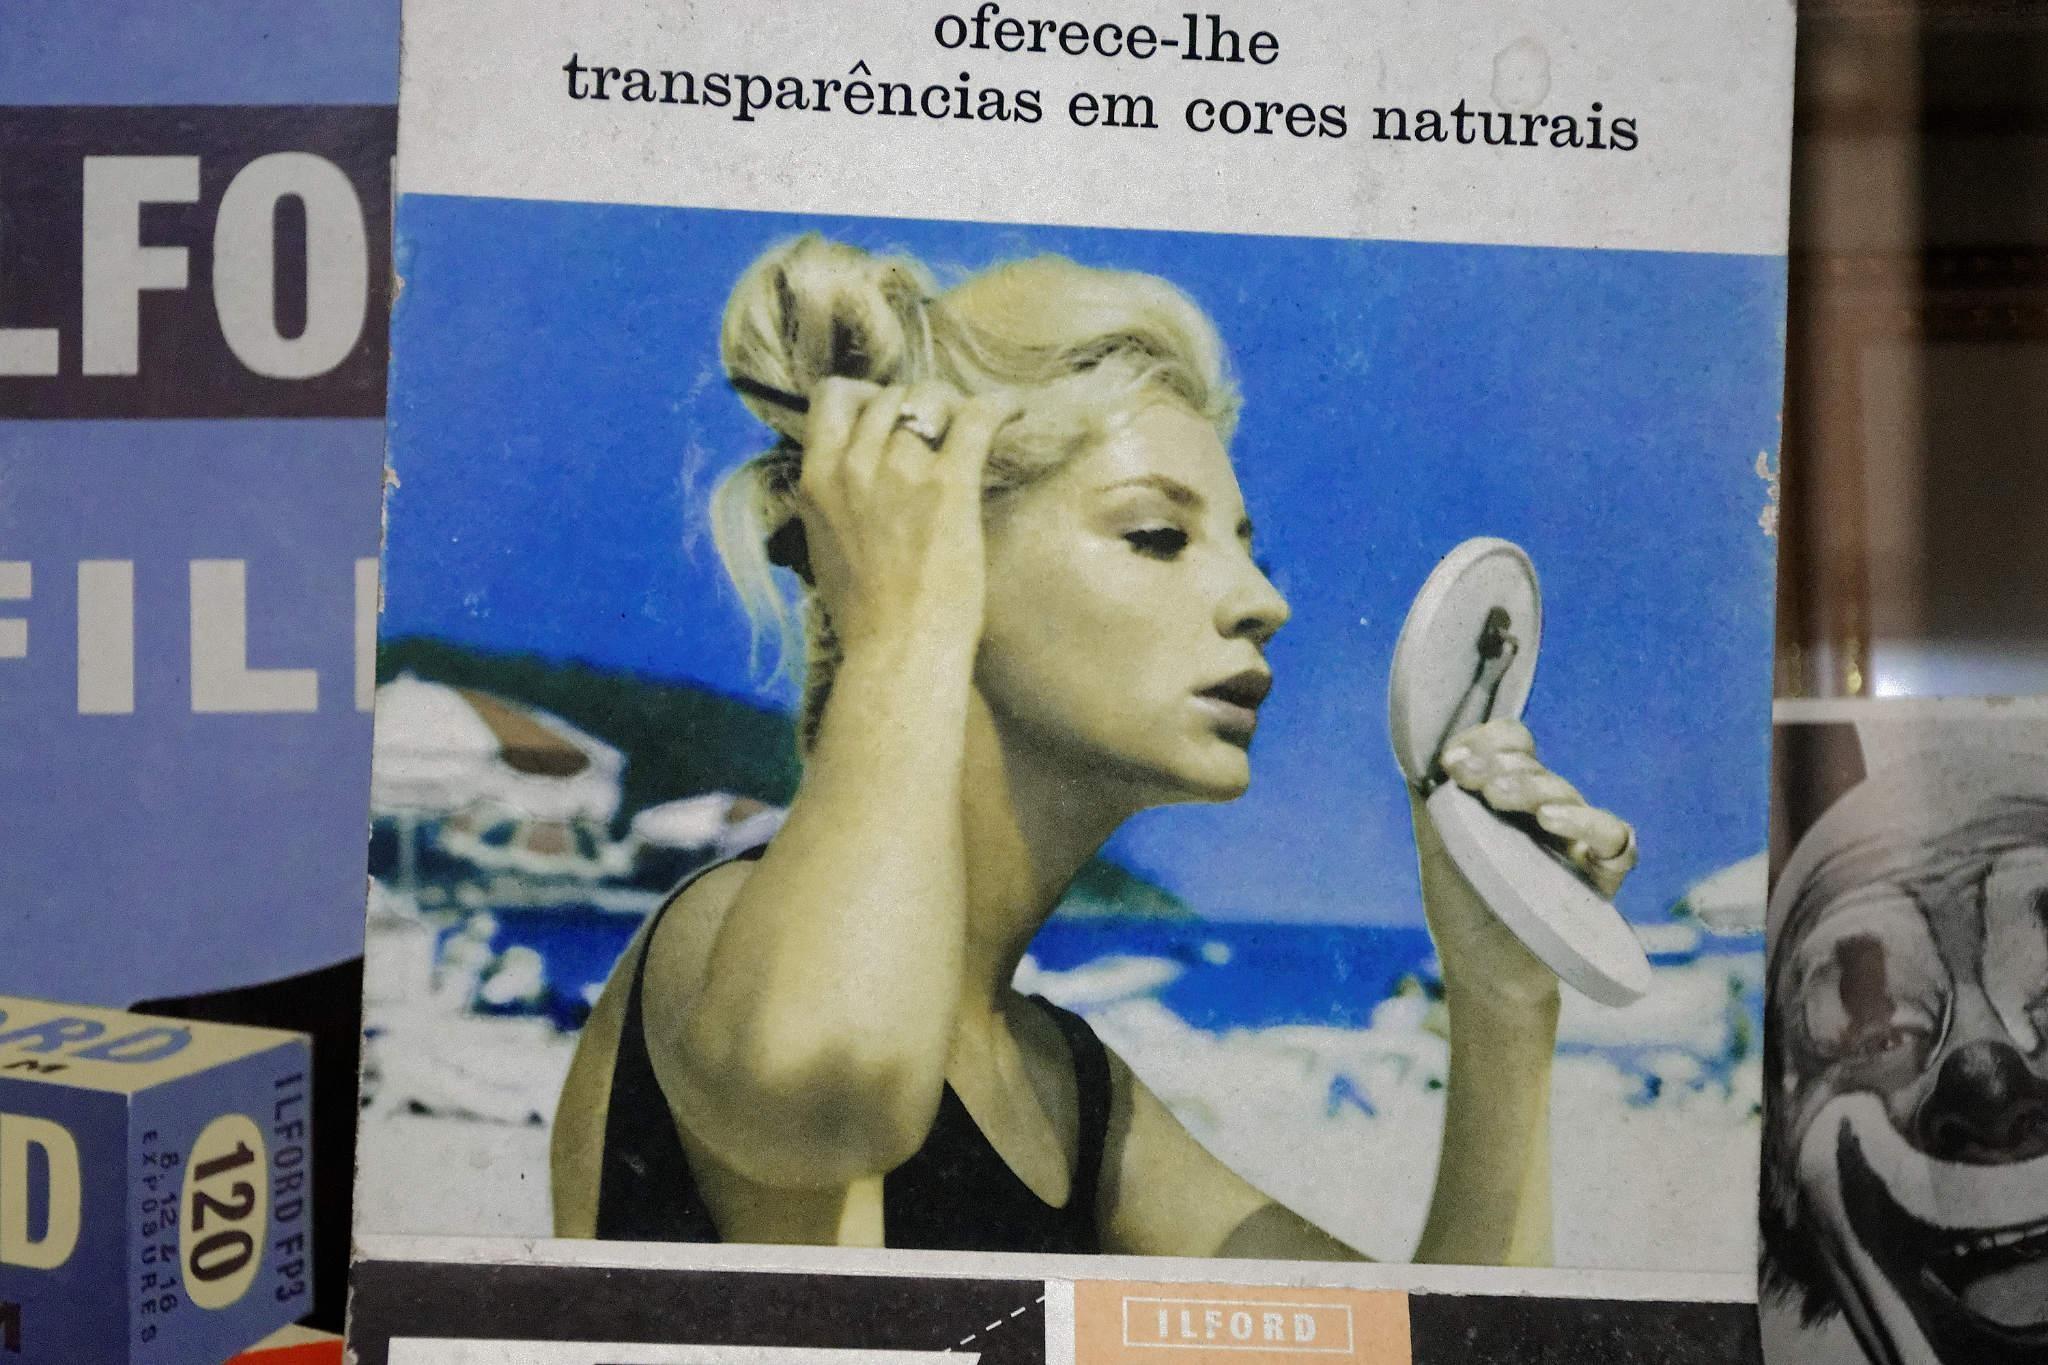 oferece-lhe
transparências em cores naturais
LFO
FIL
ILFORD FP3
120
8, 12 & 16
EXPOSURES
ILFORD